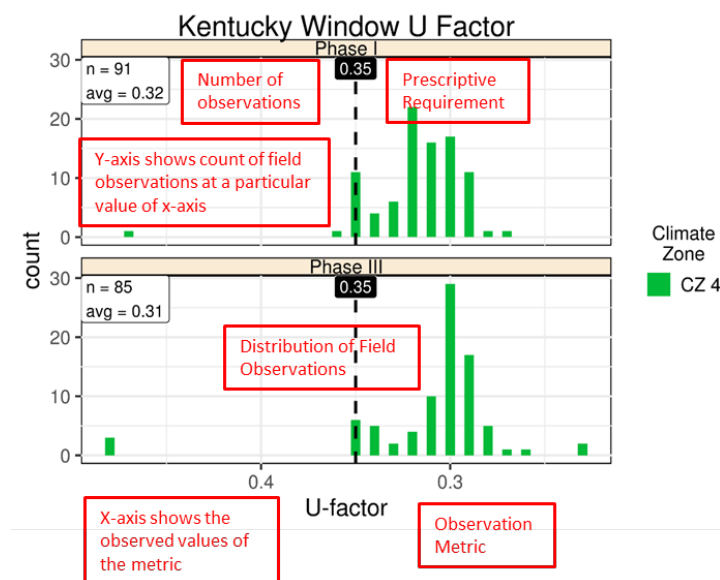 Kentucky Window U Factor
Phase I
n = 91
avg = 0.32
Number of
observations
0.35
Prescriptive
Requirement
Y-axis shows count of field
observations at a particular
value of x-axis
30
20
10
0
count
Climate
Zone
CZ 4
Phase III
n = 85
avg = 0.31
0.35
Distribution of Field
Observations
30
20
10
0
0.4
0.3
U-factor
X-axis shows the
observed values of
the metric
Observation
Metric